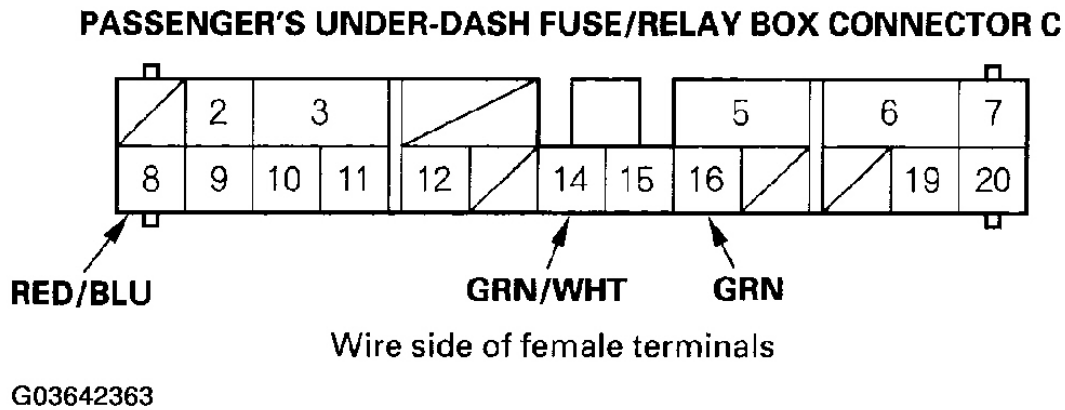 PASSENGER'S UNDER-DASH FUSE/RELAY BOX CONNECTOR C
2 3 5 6 7
8 9 10 11 12 14 15 16 19 20
RED/BLU GRN/WHT GRN
Wire side of female terminals
G03642363